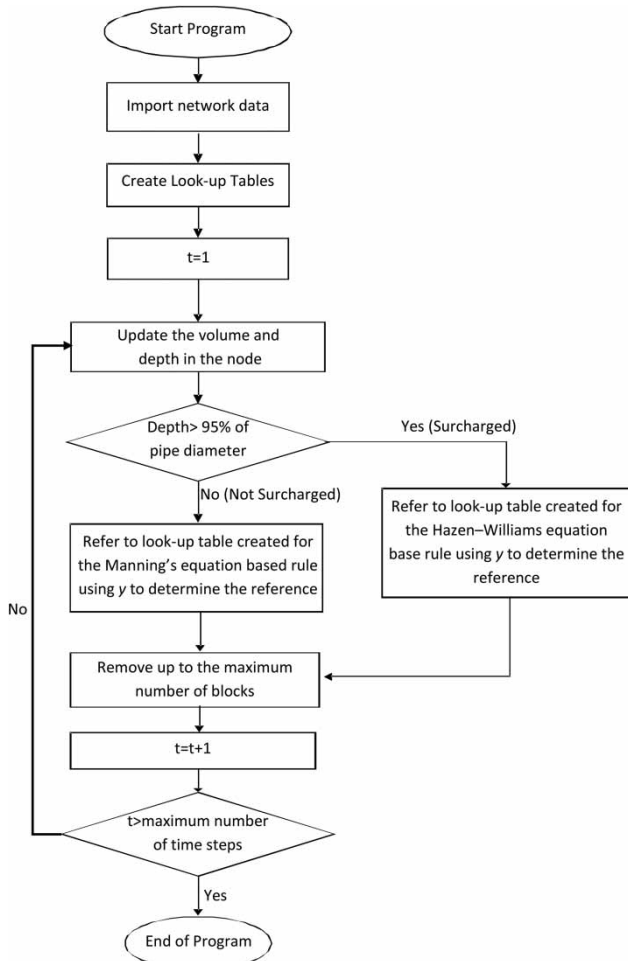 Start Program
Import network data
Create Look-up Tables
t=1
Update the volume and
depth in the node
Depth> 95% of
pipe diameter
Yes (Surcharged)
No (Not Surcharged)
Refer to look-up table created for
the Manning's equation based rule
using y to determine the reference
Refer to look-up table created for
the Hazen–Williams equation
base rule using y to determine the
reference
No
Remove up to the maximum
number of blocks
t=t+1
t>maximum number
of time steps
Yes
End of Program